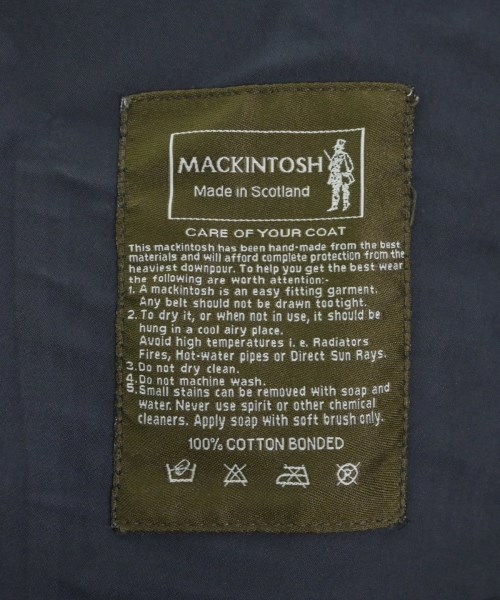 MACKINTOSH
Made in Scotland
CARE OF YOUR COAT
This mackintosh has been hand-made from the best
materials and will afford complete protection from the
heaviest downpour. To help you get the best wear
the following are worth attention:-
1. A mackintosh is an easy fitting garment.
Any belt should not be drawn too tight.
2. To dry it, or when not in use, it should be
hung in a cool airy place.
Avoid high temperatures i. e. Radiators
Fires, Hot-water pipes or Direct Sun Rays.
3. Do not dry clean.
4. Do not machine wash.
5. Small stains can be removed with soap and
water. Never use spirit or other chemical
cleaners. Apply soap with soft brush only.
100% COTTON BONDED